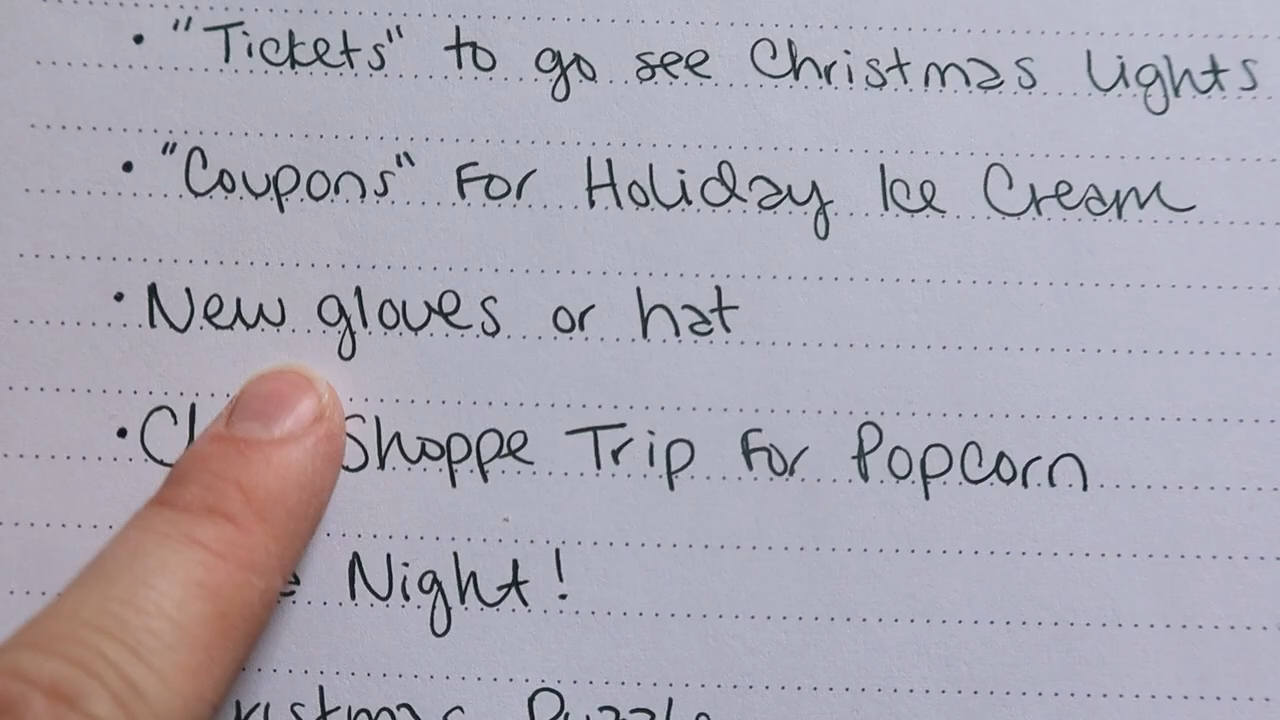 • "Tickets" to go see Christmas lights
• "Coupons" For Holiday Ice Cream
• New gloves or hat
• Shoppe Trip For Popcorn
Night!
Puzzle